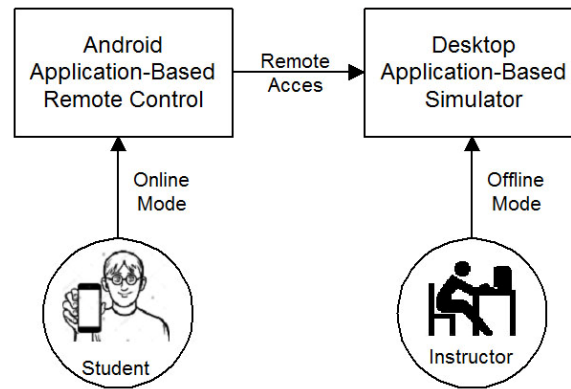 Android
Application-Based
Remote Control
Remote
Acces
Desktop
Application-Based
Simulator
Online
Mode
Offline
Mode
Student
Instructor